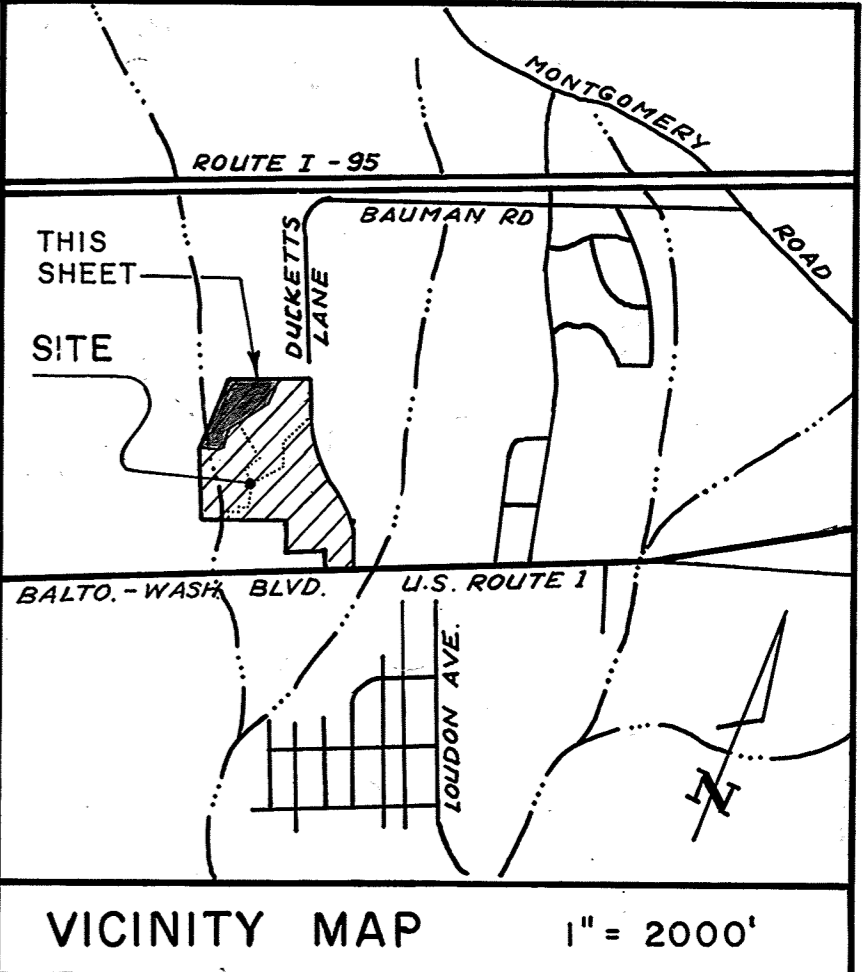 MONTGOMERY
ROAD
ROUTE I - 95
BAUMAN RD
DUCKETTS
LANE
THIS
SHEET
SITE
BALTO. - WASH. BLVD.
U.S. ROUTE 1
LOUDON AVE.
N
VICINITY MAP
1" = 2000'